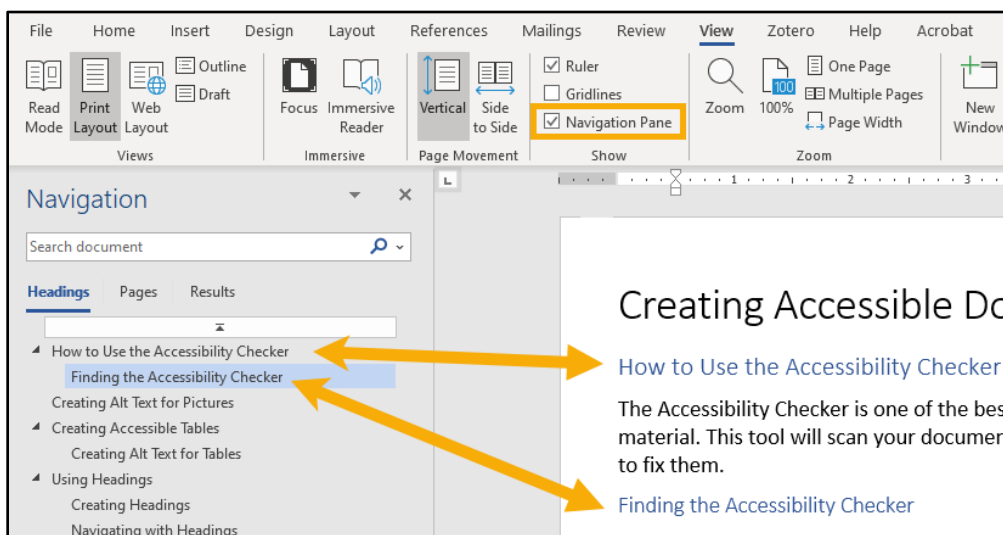 File Home Insert Design Layout References Mailings Review View Zotero Help Acrobat
Read Mode
Print Layout
Web Layout
Outline
Draft
Views
Focus
Immersive Reader
Immersive
Vertical
Side to Side
Page Movement
Ruler
Gridlines
Navigation Pane
Show
Zoom
100
100%
One Page
Multiple Pages
Page Width
Zoom
New Window
Navigation
Search document
Headings Pages Results
How to Use the Accessibility Checker
Finding the Accessibility Checker
Creating Alt Text for Pictures
Creating Accessible Tables
Creating Alt Text for Tables
Using Headings
Creating Headings
Navigating with Headings
L
1 2 3
Creating Accessible Do
How to Use the Accessibility Checker
The Accessibility Checker is one of the bes
material. This tool will scan your documen
to fix them.
Finding the Accessibility Checker